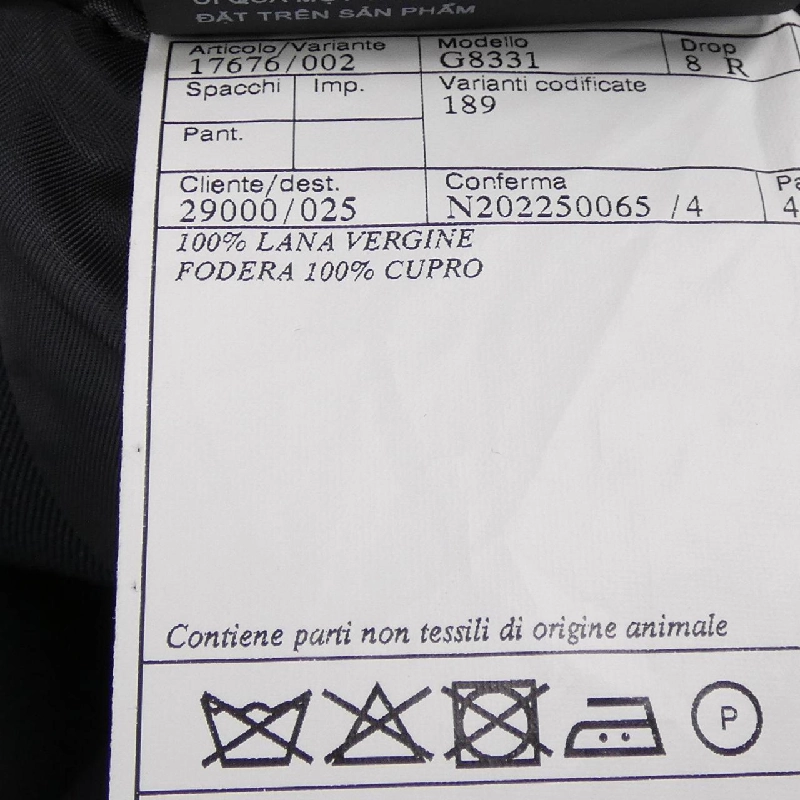 ĐẶT TRÊN SẢN PHẨM
Articolo/Variante Modello Drop
17676/002 G8331 8 R
Spacchi Imp. Varianti codificate
189
Pant.
Cliente/dest. Conferma
29000/025 N202250065 /4 4
100% LANA VERGINE
FODERA 100% CUPRO
Contiene parti non tessili di origine animale
P